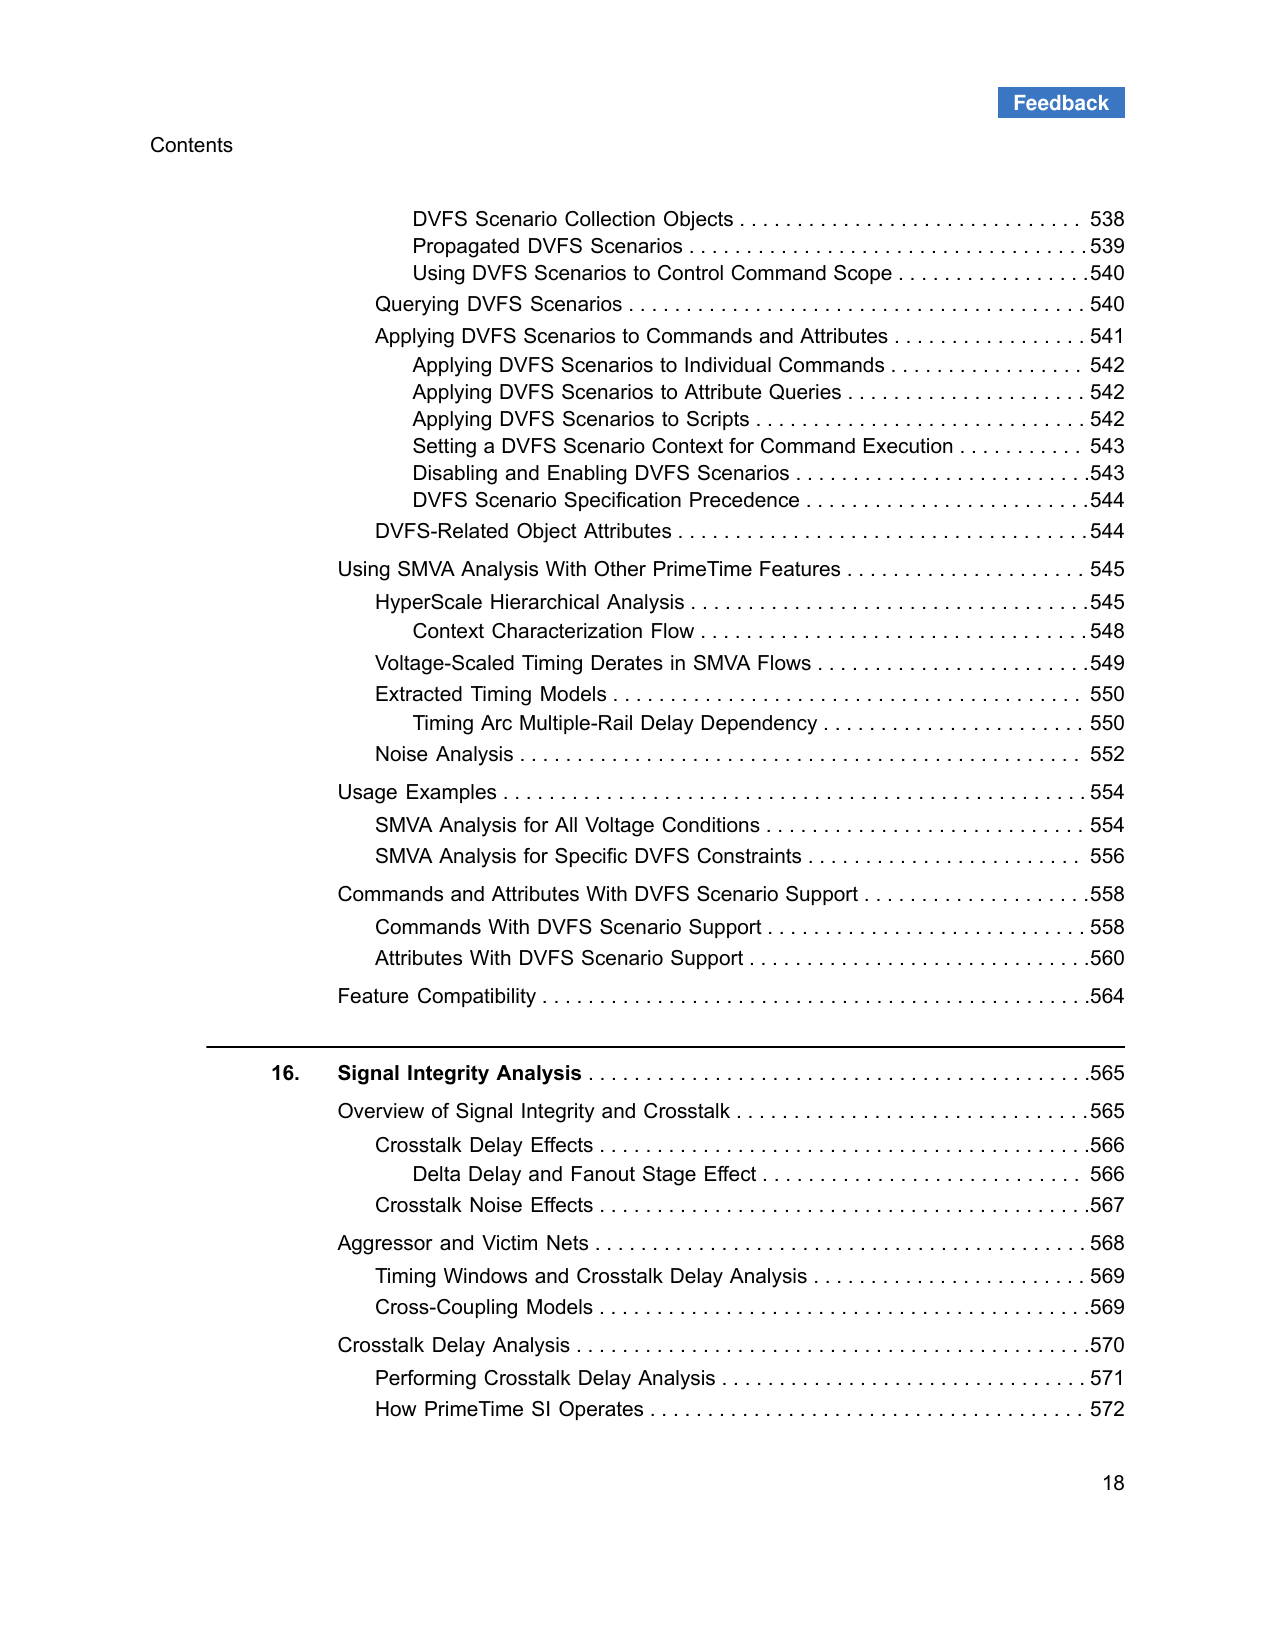 Feedback
Contents
DVFS Scenario Collection Objects . . . . . . . . . . . . . . . . . . . . . . . . . . . . . . 538
Propagated DVFS Scenarios . . . . . . . . . . . . . . . . . . . . . . . . . . . . . . . . . . . 539
Using DVFS Scenarios to Control Command Scope . . . . . . . . . . . . . . . . . 540
Querying DVFS Scenarios . . . . . . . . . . . . . . . . . . . . . . . . . . . . . . . . . . . . . . . . 540
Applying DVFS Scenarios to Commands and Attributes . . . . . . . . . . . . . . . . . 541
Applying DVFS Scenarios to Individual Commands . . . . . . . . . . . . . . . . . 542
Applying DVFS Scenarios to Attribute Queries . . . . . . . . . . . . . . . . . . . . . 542
Applying DVFS Scenarios to Scripts . . . . . . . . . . . . . . . . . . . . . . . . . . . . . 542
Setting a DVFS Scenario Context for Command Execution . . . . . . . . . . . 543
Disabling and Enabling DVFS Scenarios . . . . . . . . . . . . . . . . . . . . . . . . . . 543
DVFS Scenario Specification Precedence . . . . . . . . . . . . . . . . . . . . . . . . . 544
DVFS-Related Object Attributes . . . . . . . . . . . . . . . . . . . . . . . . . . . . . . . . . . . . 544
Using SMVA Analysis With Other PrimeTime Features . . . . . . . . . . . . . . . . . . . . . 545
HyperScale Hierarchical Analysis . . . . . . . . . . . . . . . . . . . . . . . . . . . . . . . . . . . 545
Context Characterization Flow . . . . . . . . . . . . . . . . . . . . . . . . . . . . . . . . . . 548
Voltage-Scaled Timing Derates in SMVA Flows . . . . . . . . . . . . . . . . . . . . . . . . 549
Extracted Timing Models . . . . . . . . . . . . . . . . . . . . . . . . . . . . . . . . . . . . . . . . . 550
Timing Arc Multiple-Rail Delay Dependency . . . . . . . . . . . . . . . . . . . . . . . 550
Noise Analysis . . . . . . . . . . . . . . . . . . . . . . . . . . . . . . . . . . . . . . . . . . . . . . . . . 552
Usage Examples . . . . . . . . . . . . . . . . . . . . . . . . . . . . . . . . . . . . . . . . . . . . . . . . . . . 554
SMVA Analysis for All Voltage Conditions . . . . . . . . . . . . . . . . . . . . . . . . . . . . 554
SMVA Analysis for Specific DVFS Constraints . . . . . . . . . . . . . . . . . . . . . . . . 556
Commands and Attributes With DVFS Scenario Support . . . . . . . . . . . . . . . . . . . . 558
Commands With DVFS Scenario Support . . . . . . . . . . . . . . . . . . . . . . . . . . . . 558
Attributes With DVFS Scenario Support . . . . . . . . . . . . . . . . . . . . . . . . . . . . . . 560
Feature Compatibility . . . . . . . . . . . . . . . . . . . . . . . . . . . . . . . . . . . . . . . . . . . . . . . . 564
16. Signal Integrity Analysis . . . . . . . . . . . . . . . . . . . . . . . . . . . . . . . . . . . . . . . . . . . . 565
Overview of Signal Integrity and Crosstalk . . . . . . . . . . . . . . . . . . . . . . . . . . . . . . . 565
Crosstalk Delay Effects . . . . . . . . . . . . . . . . . . . . . . . . . . . . . . . . . . . . . . . . . . . 566
Delta Delay and Fanout Stage Effect . . . . . . . . . . . . . . . . . . . . . . . . . . . . 566
Crosstalk Noise Effects . . . . . . . . . . . . . . . . . . . . . . . . . . . . . . . . . . . . . . . . . . . 567
Aggressor and Victim Nets . . . . . . . . . . . . . . . . . . . . . . . . . . . . . . . . . . . . . . . . . . . 568
Timing Windows and Crosstalk Delay Analysis . . . . . . . . . . . . . . . . . . . . . . . . 569
Cross-Coupling Models . . . . . . . . . . . . . . . . . . . . . . . . . . . . . . . . . . . . . . . . . . . 569
Crosstalk Delay Analysis . . . . . . . . . . . . . . . . . . . . . . . . . . . . . . . . . . . . . . . . . . . . . 570
Performing Crosstalk Delay Analysis . . . . . . . . . . . . . . . . . . . . . . . . . . . . . . . . 571
How PrimeTime SI Operates . . . . . . . . . . . . . . . . . . . . . . . . . . . . . . . . . . . . . . 572
18